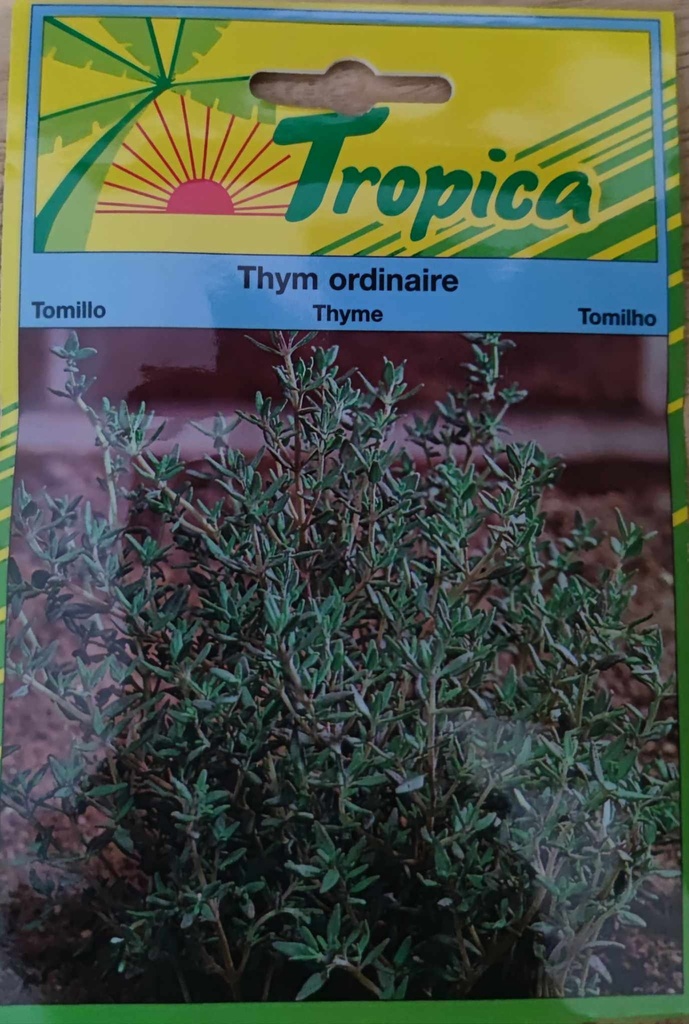 Tropica
Thym ordinaire
Tomillo Thyme Tomilho